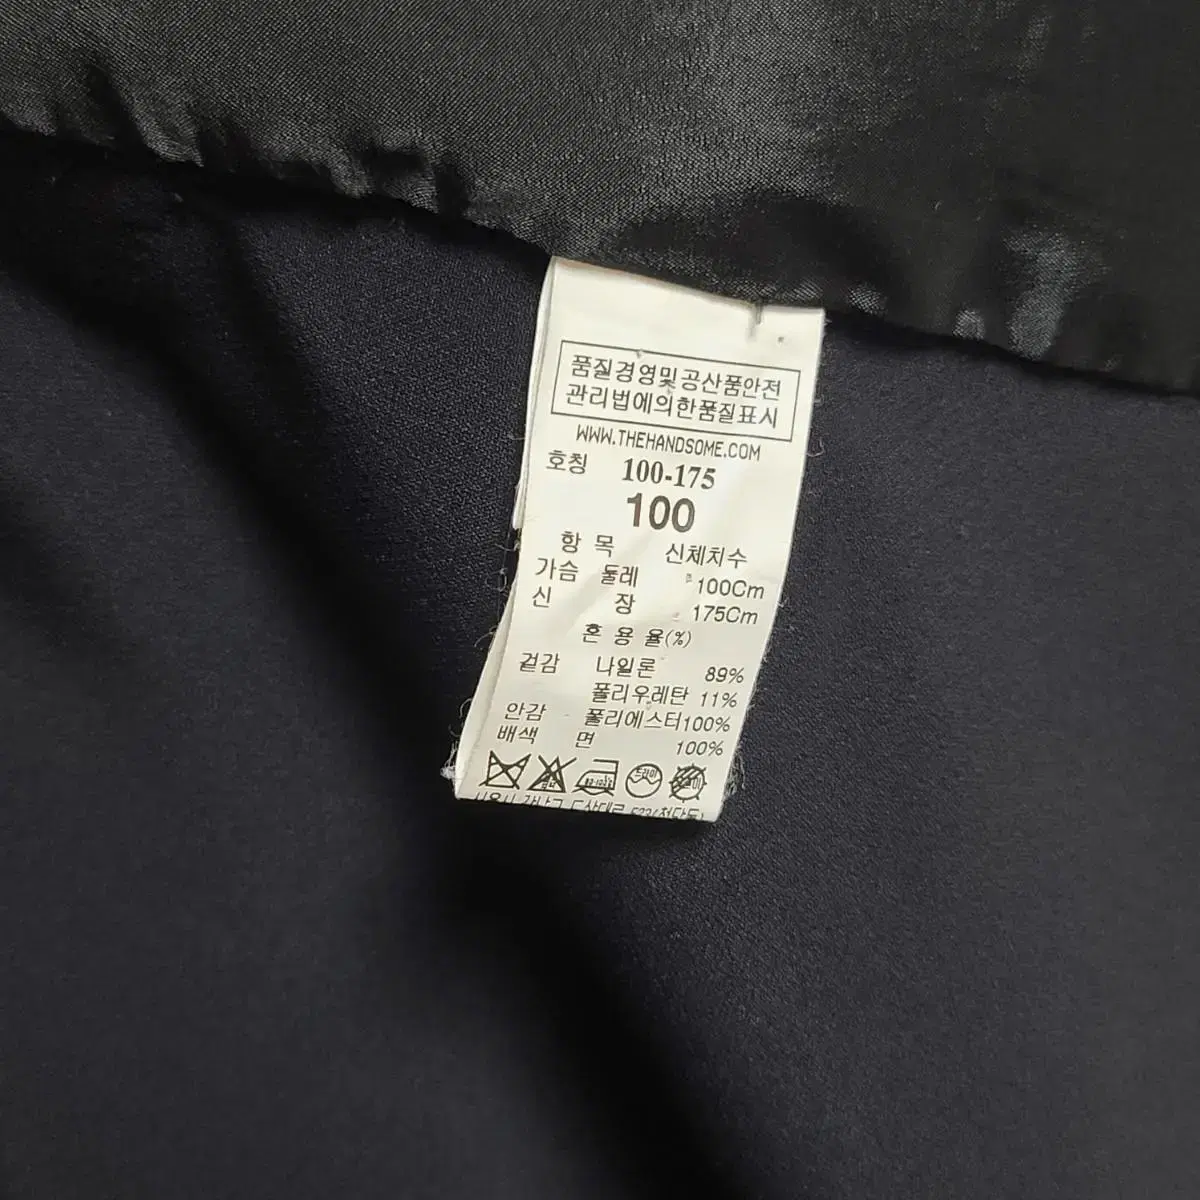 품질경영및공산품안전
관리법에의한품질표시
WWW.THEHANDSOME.COM
호칭 100-175
100
항 목 신체치수
가슴 둘레 100Cm
신 장 175Cm
혼 용 율(%)
겉감 나일론 89%
폴리우레탄 11%
안감 폴리에스터100%
배색 면 100%
드라이